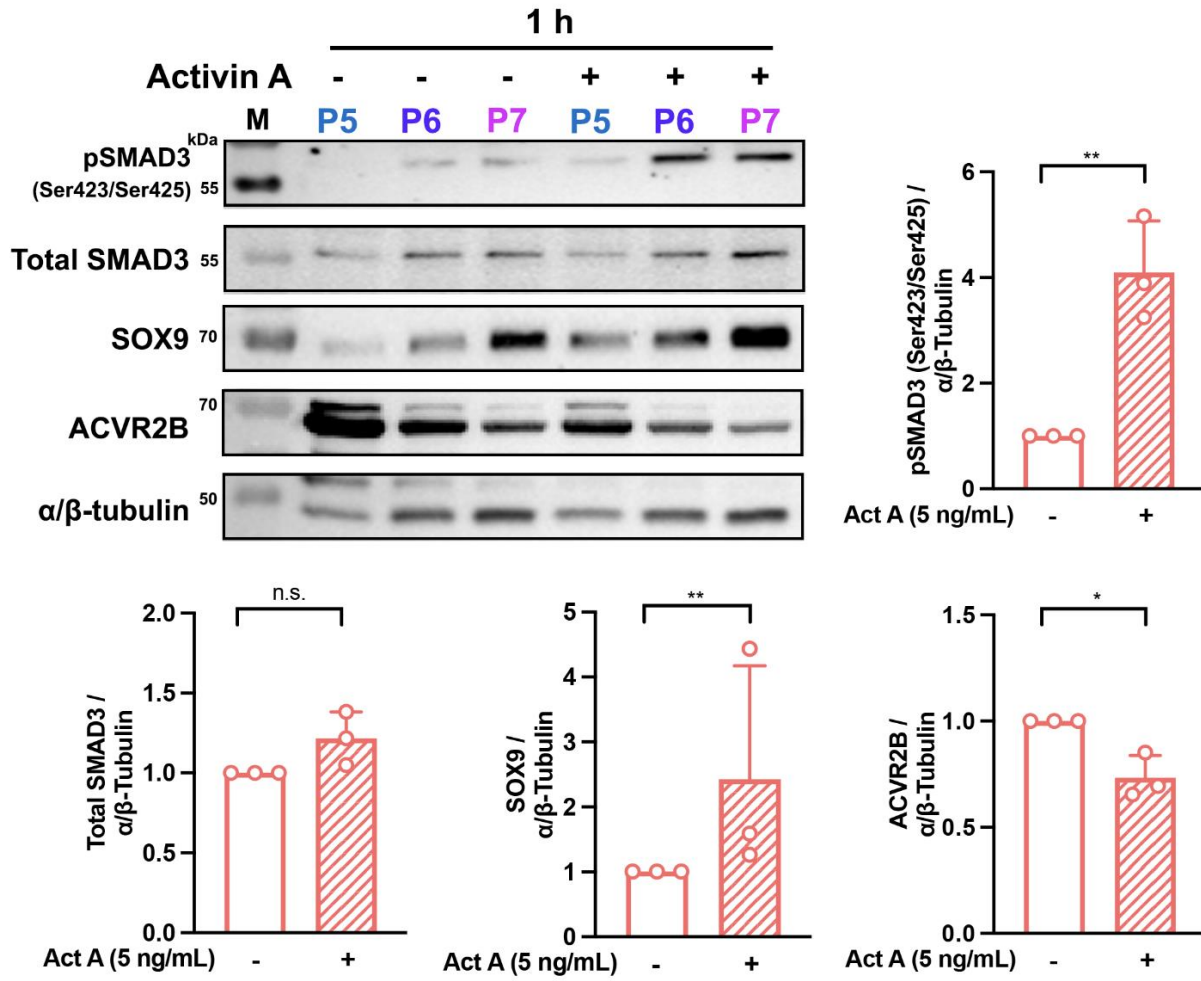 1 h
Activin A - - - + + +
M P5 P6 P7 P5 P6 P7
kDa
pSMAD3
(Ser423/Ser425) 55
Total SMAD3 55
SOX9 70
ACVR2B 70
α/β-tubulin 50
pSMAD3 (Ser423/Ser425) /
α/β-Tubulin
6
4
2
0
**
Act A (5 ng/mL) - +
Total SMAD3 /
α/β-Tubulin
2.0
1.5
1.0
0.5
0.0
n.s.
Act A (5 ng/mL) - +
SOX9 /
α/β-Tubulin
5
4
3
2
1
0
**
Act A (5 ng/mL) - +
ACVR2B /
α/β-Tubulin
1.5
1.0
0.5
0.0
*
Act A (5 ng/mL) - +